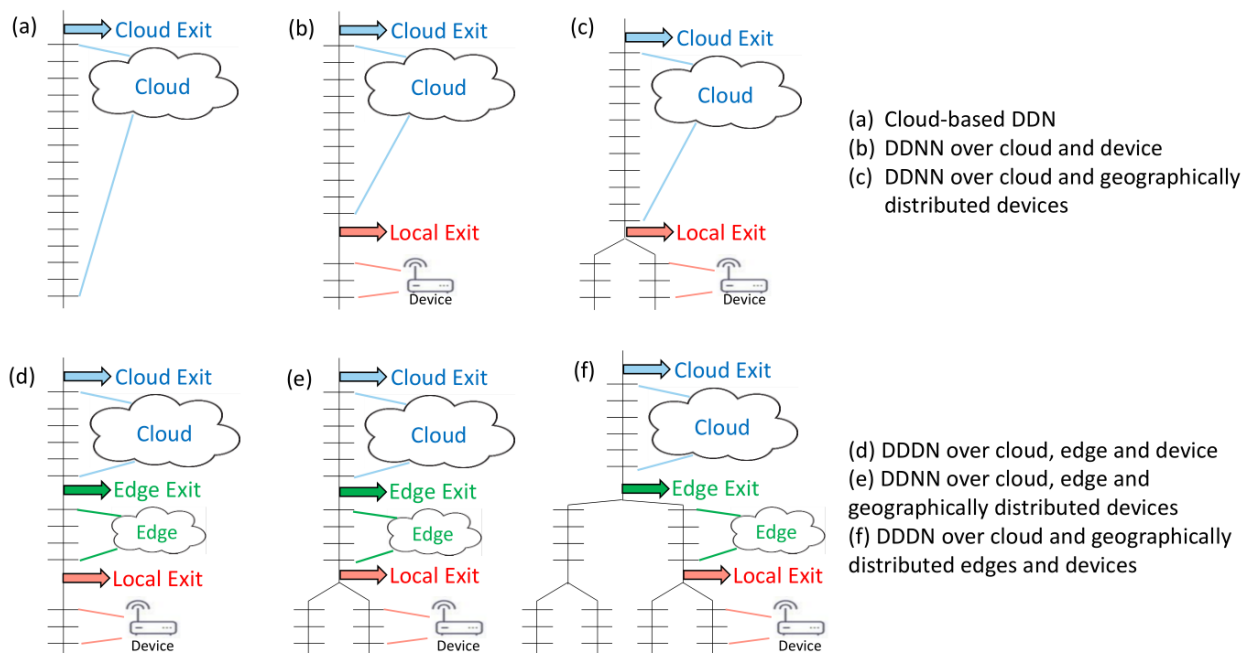 (a)
Cloud Exit
Cloud
(b)
Cloud Exit
Cloud
Local Exit
Device
(c)
Cloud Exit
Cloud
Local Exit
Device
(a) Cloud-based DDN
(b) DDNN over cloud and device
(c) DDNN over cloud and geographically
distributed devices
(d)
Cloud Exit
Cloud
Edge Exit
Edge
Local Exit
Device
(e)
Cloud Exit
Cloud
Edge Exit
Edge
Local Exit
Device
(f)
Cloud Exit
Cloud
Edge Exit
Edge
Local Exit
Device
(d) DDDN over cloud, edge and device
(e) DDNN over cloud, edge and
geographically distributed devices
(f) DDDN over cloud and geographically
distributed edges and devices